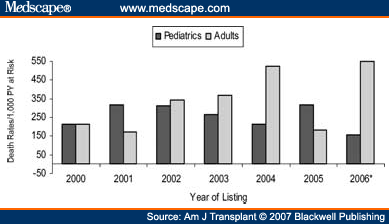 Medscape® www.medscape.com
Pediatrics Adults
Death Rates/1,000 PY at Risk
550
450
350
250
150
50
-50
2000 2001 2002 2003 2004 2005 2006*
Year of Listing
Source: Am J Transplant © 2007 Blackwell Publishing